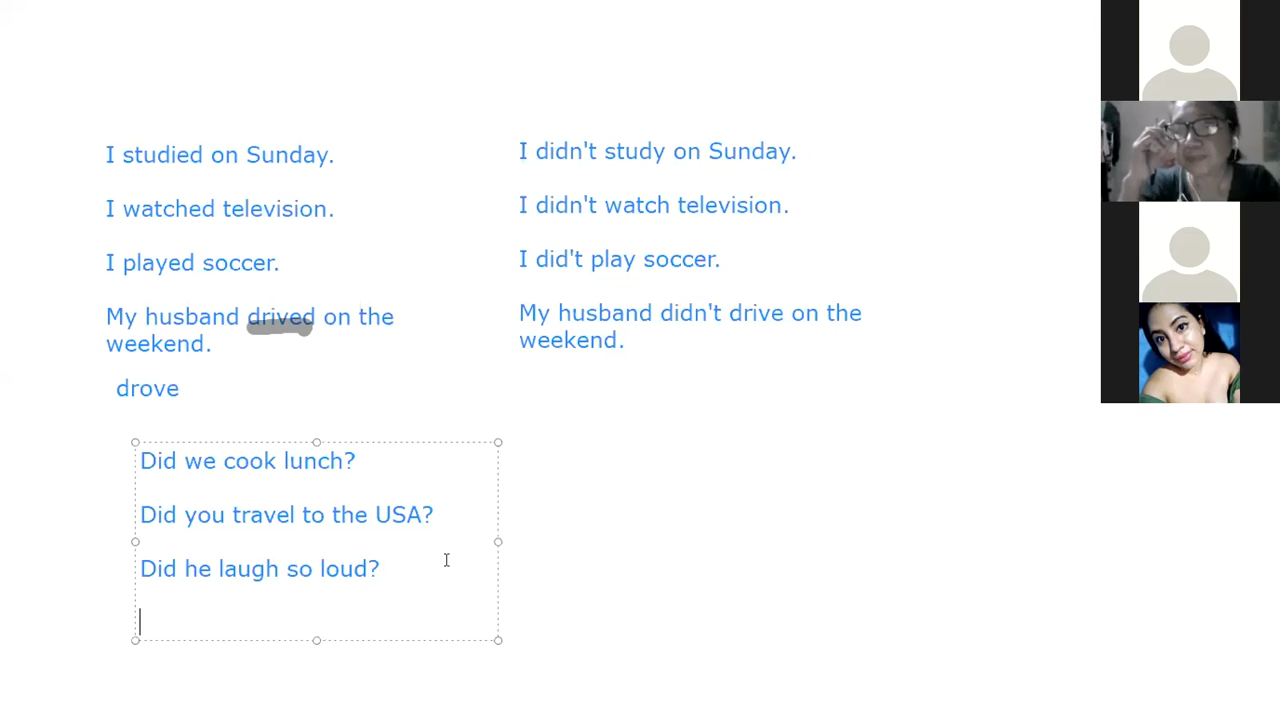 I studied on Sunday.
I watched television.
I played soccer.
My husband drived on the
weekend.
drove
I didn't study on Sunday.
I didn't watch television.
I did't play soccer.
My husband didn't drive on the
weekend.
Did we cook lunch?
Did you travel to the USA?
Did he laugh so loud?